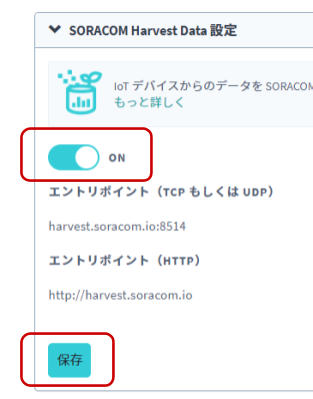 SORACOM Harvest Data 設定
IoT デバイスからのデータを SORACOM
もっと詳しく
ON
エントリポイント（TCP もしくは UDP）
harvest.soracom.io:8514
エントリポイント（HTTP）
http://harvest.soracom.io
保存